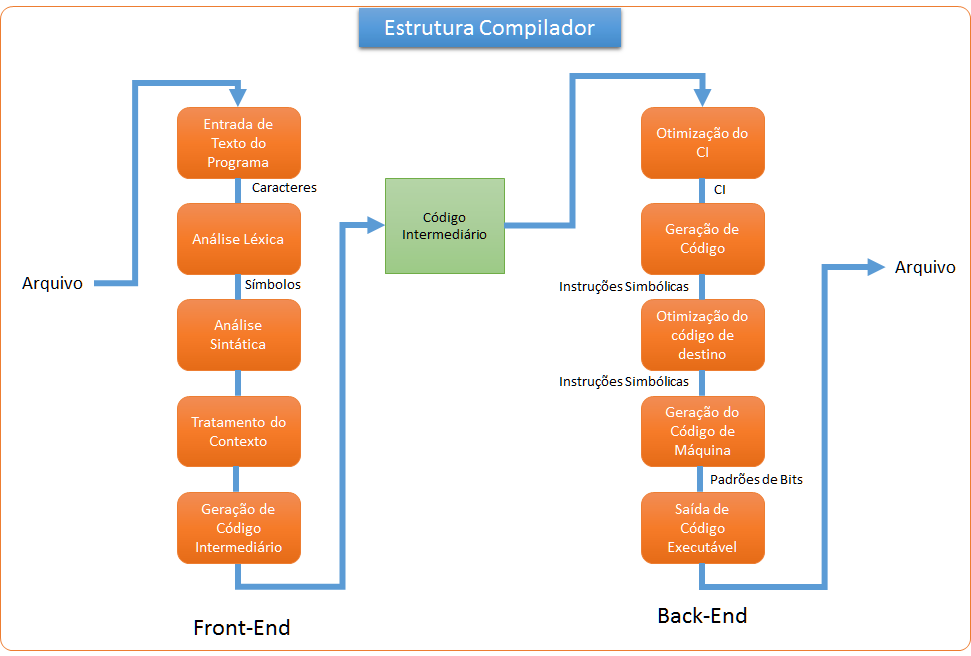 Estrutura Compilador
Arquivo
Entrada de
Texto do
Programa
Caracteres
Análise Léxica
Símbolos
Análise
Sintática
Tratamento do
Contexto
Geração de
Código
Intermediário
Front-End
Código
Intermediário
Otimização do
CI
CI
Geração de
Código
Instruções Simbólicas
Otimização do
código de
destino
Instruções Simbólicas
Geração do
Código de
Máquina
Padrões de Bits
Saída de
Código
Executável
Back-End
Arquivo